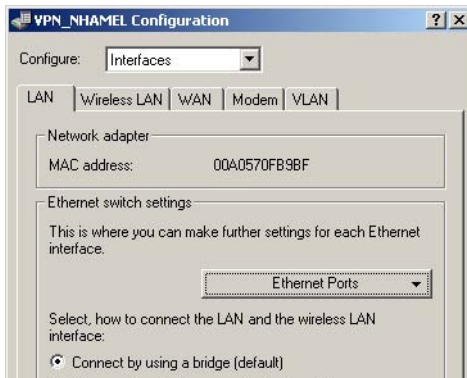 VPN_NHAMEL Configuration
Configure: Interfaces
LAN Wireless LAN WAN Modem VLAN
Network adapter
MAC address: 00A0570FB9BF
Ethernet switch settings
This is where you can make further settings for each Ethernet
interface.
Ethernet Ports
Select, how to connect the LAN and the wireless LAN
interface:
Connect by using a bridge (default)